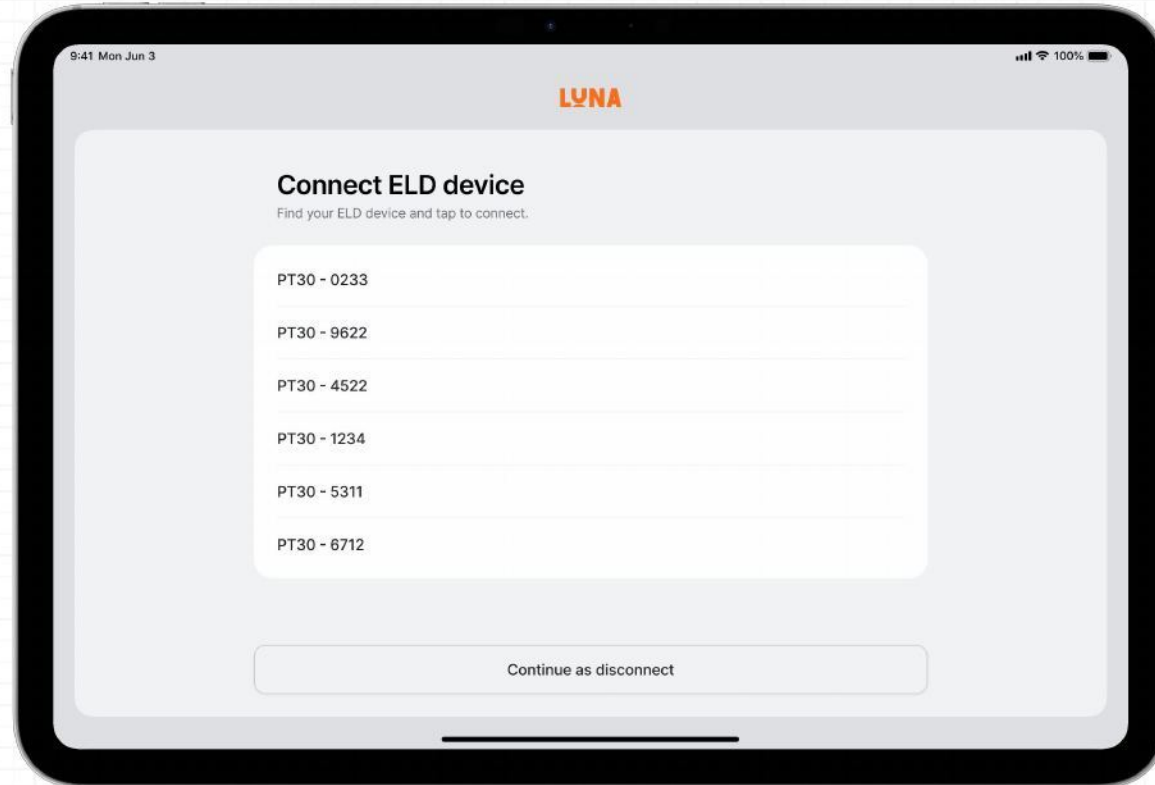 9:41 Mon Jun 3
100%
LUNA
Connect ELD device
Find your ELD device and tap to connect.
PT30 - 0233
PT30 - 9622
PT30 - 4522
PT30 - 1234
PT30 - 5311
PT30 - 6712
Continue as disconnect